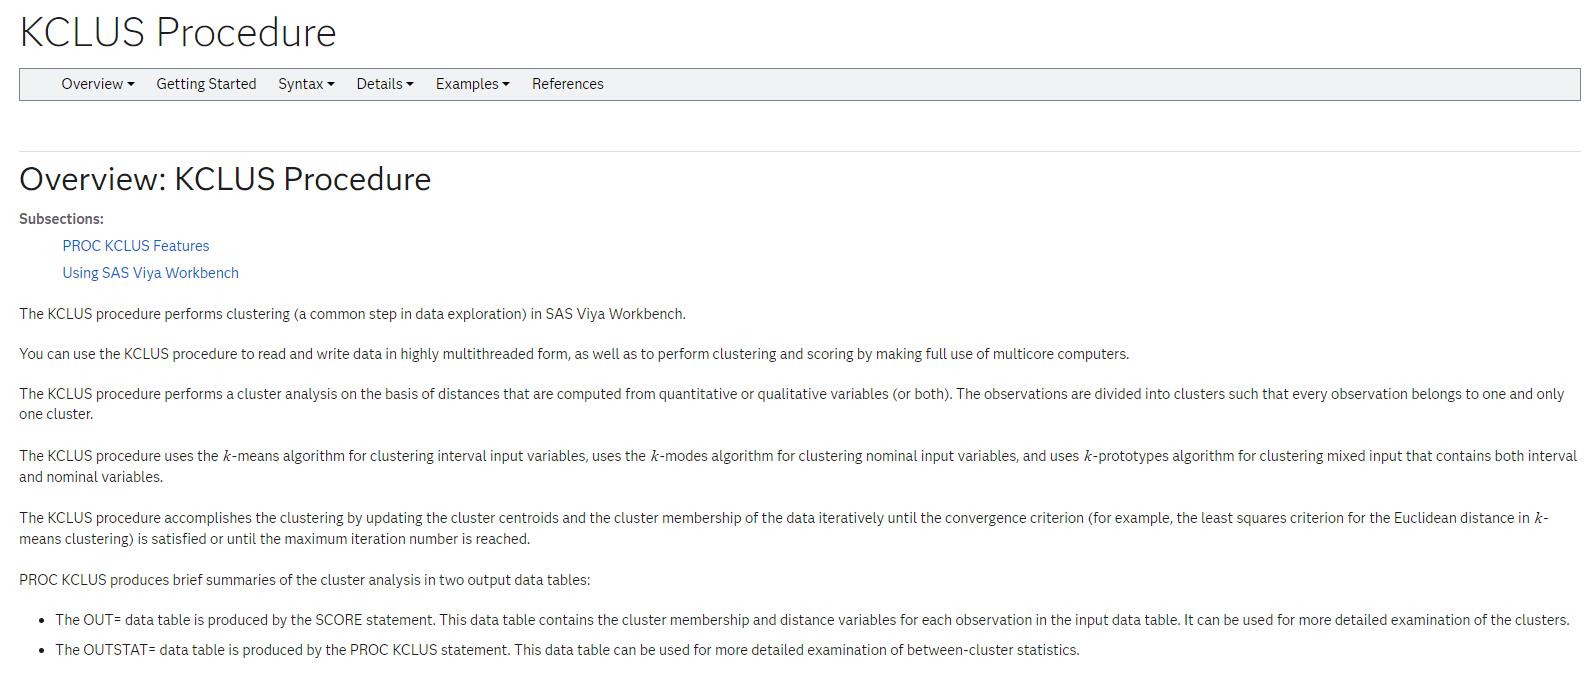 KCLUS Procedure
Overview Getting Started Syntax Details Examples References
Overview: KCLUS Procedure
Subsections:
PROC KCLUS Features
Using SAS Viya Workbench
The KCLUS procedure performs clustering (a common step in data exploration) in SAS Viya Workbench.
You can use the KCLUS procedure to read and write data in highly multithreaded form, as well as to perform clustering and scoring by making full use of multicore computers.
The KCLUS procedure performs a cluster analysis on the basis of distances that are computed from quantitative or qualitative variables (or both). The observations are divided into clusters such that every observation belongs to one and only
one cluster.
The KCLUS procedure uses the k-means algorithm for clustering interval input variables, uses the k-modes algorithm for clustering nominal input variables, and uses k-prototypes algorithm for clustering mixed input that contains both interval
and nominal variables.
The KCLUS procedure accomplishes the clustering by updating the cluster centroids and the cluster membership of the data iteratively until the convergence criterion (for example, the least squares criterion for the Euclidean distance in k-
means clustering) is satisfied or until the maximum iteration number is reached.
PROC KCLUS produces brief summaries of the cluster analysis in two output data tables:
• The OUT= data table is produced by the SCORE statement. This data table contains the cluster membership and distance variables for each observation in the input data table. It can be used for more detailed examination of the clusters.
• The OUTSTAT= data table is produced by the PROC KCLUS statement. This data table can be used for more detailed examination of between-cluster statistics.